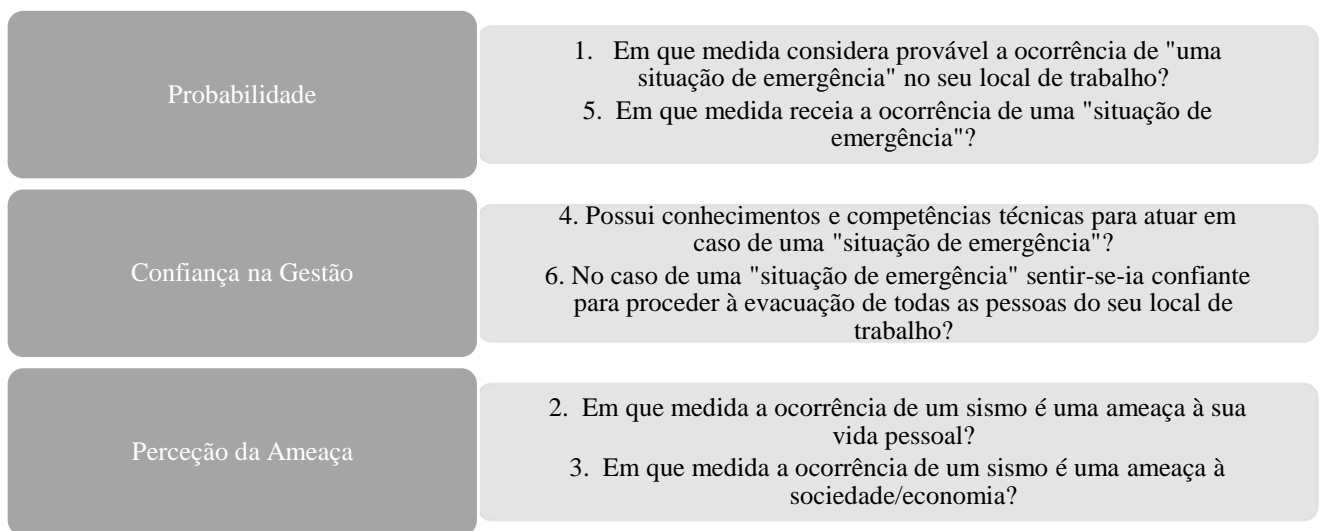 Probabilidade
1. Em que medida considera provável a ocorrência de "uma
situação de emergência" no seu local de trabalho?
5. Em que medida receia a ocorrência de uma "situação de
emergência"?
Confiança na Gestão
4. Possui conhecimentos e competências técnicas para atuar em
caso de uma "situação de emergência"?
6. No caso de uma "situação de emergência" sentir-se-ia confiante
para proceder à evacuação de todas as pessoas do seu local de
trabalho?
Perceção da Ameaça
2. Em que medida a ocorrência de um sismo é uma ameaça à sua
vida pessoal?
3. Em que medida a ocorrência de um sismo é uma ameaça à
sociedade/economia?